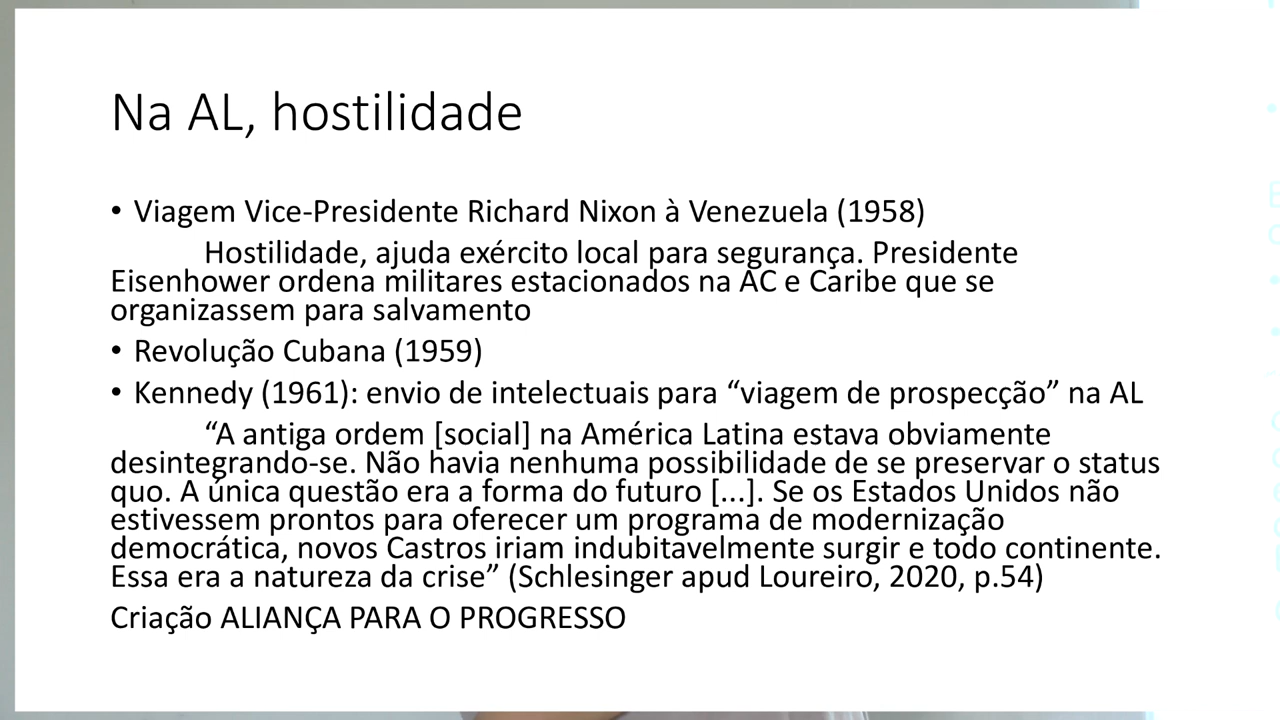 Na AL, hostilidade
• Viagem Vice-Presidente Richard Nixon à Venezuela (1958)
Hostilidade, ajuda exército local para segurança. Presidente
Eisenhower ordena militares estacionados na AC e Caribe que se
organizassem para salvamento
• Revolução Cubana (1959)
• Kennedy (1961): envio de intelectuais para “viagem de prospecção” na AL
“A antiga ordem [social] na América Latina estava obviamente
desintegrando-se. Não havia nenhuma possibilidade de se preservar o status
quo. A única questão era a forma do futuro [...]. Se os Estados Unidos não
estivessem prontos para oferecer um programa de modernização
democrática, novos Castros iriam indubitavelmente surgir e todo continente.
Essa era a natureza da crise” (Schlesinger apud Loureiro, 2020, p.54)
Criação ALIANÇA PARA O PROGRESSO